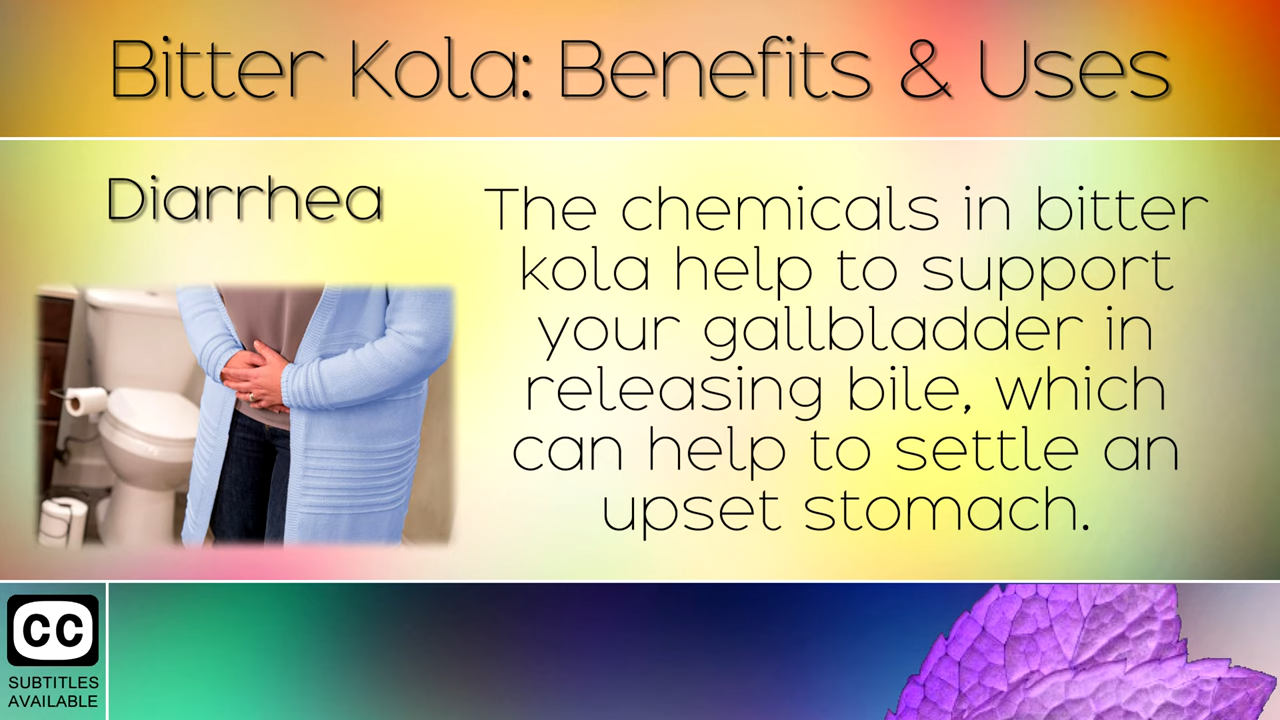 Bitter Kola: Benefits & Uses
Diarrhea
The chemicals in bitter
kola help to support
your gallbladder in
releasing bile, which
can help to settle an
upset stomach.
CC
SUBTITLES
AVAILABLE